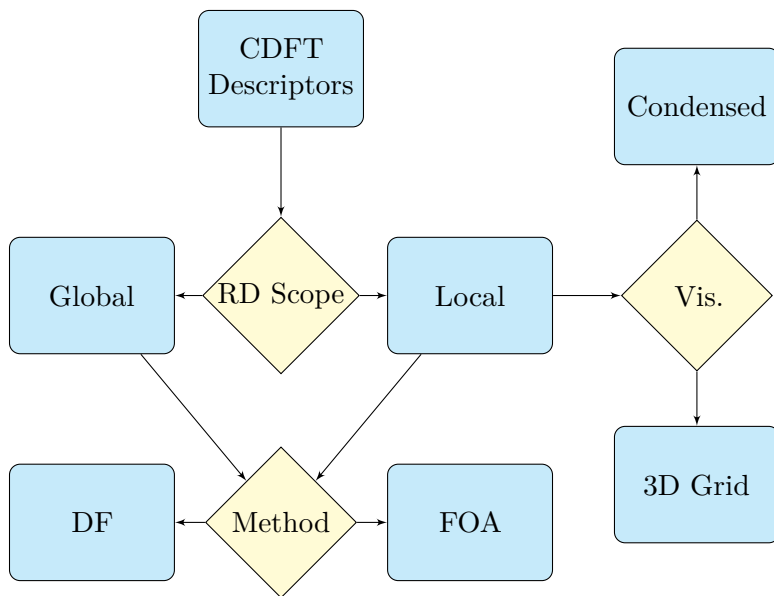 CDFT
Descriptors
Condensed
Global
RD Scope
Local
Vis.
3D Grid
DF
Method
FOA